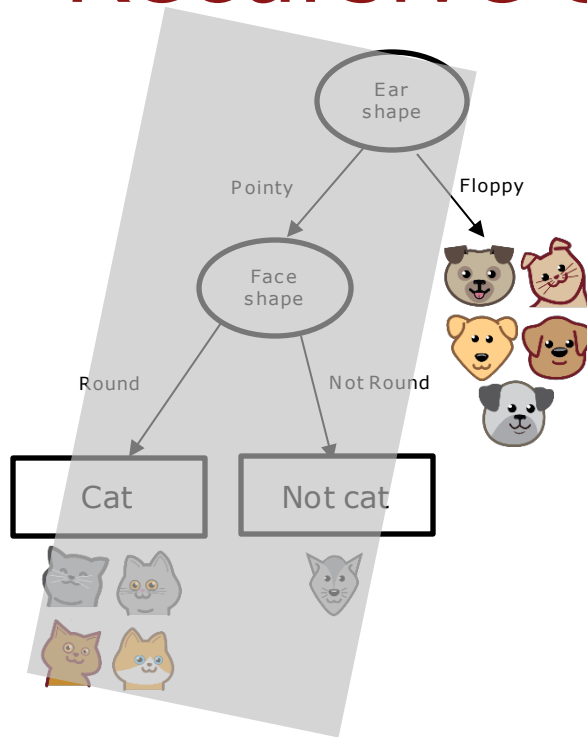 Ear
shape
Pointy
Floppy
Face
shape
Round
Not Round
Cat
Not cat